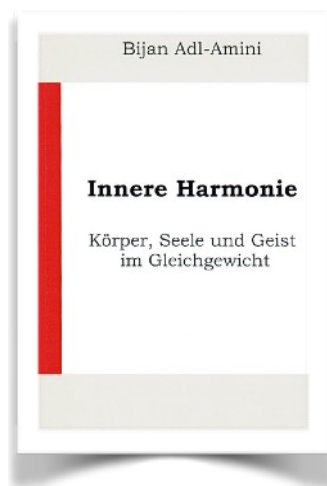 Bijan Adl-Amini
Innere Harmonie
Körper, Seele und Geist
im Gleichgewicht